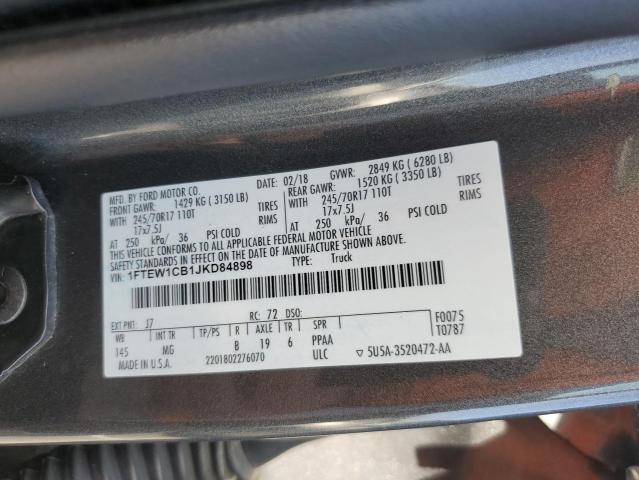 MFD. BY FORD MOTOR CO.
DATE: 02/18 GVWR: 2849 KG ( 6280 LB)
FRONT GAWR: 1429 KG ( 3150 LB)
REAR GAWR: 1520 KG ( 3350 LB)
WITH 245/70R17 110T TIRES
WITH 245/70R17 110T TIRES
17x7.5J RIMS
17x7.5J RIMS
AT 250 kPa/ 36 PSI COLD
AT 250 kPa/ 36 PSI COLD
THIS VEHICLE CONFORMS TO ALL APPLICABLE FEDERAL MOTOR VEHICLE
SAFETY STANDARDS IN EFFECT ON THE DATE OF MANUFACTURE SHOWN ABOVE.
VIN: 1FTEW1CB1JKD84898 TYPE: Truck
EXT PNT: J7 RC: 72 DSO: F0075
WB INT TR TP/PS R AXLE TR SPR T0787
145 MG B 19 6 PPAA
MADE IN U.S.A. 2201802276070 ULC ▽ 5U5A-3520472-AA